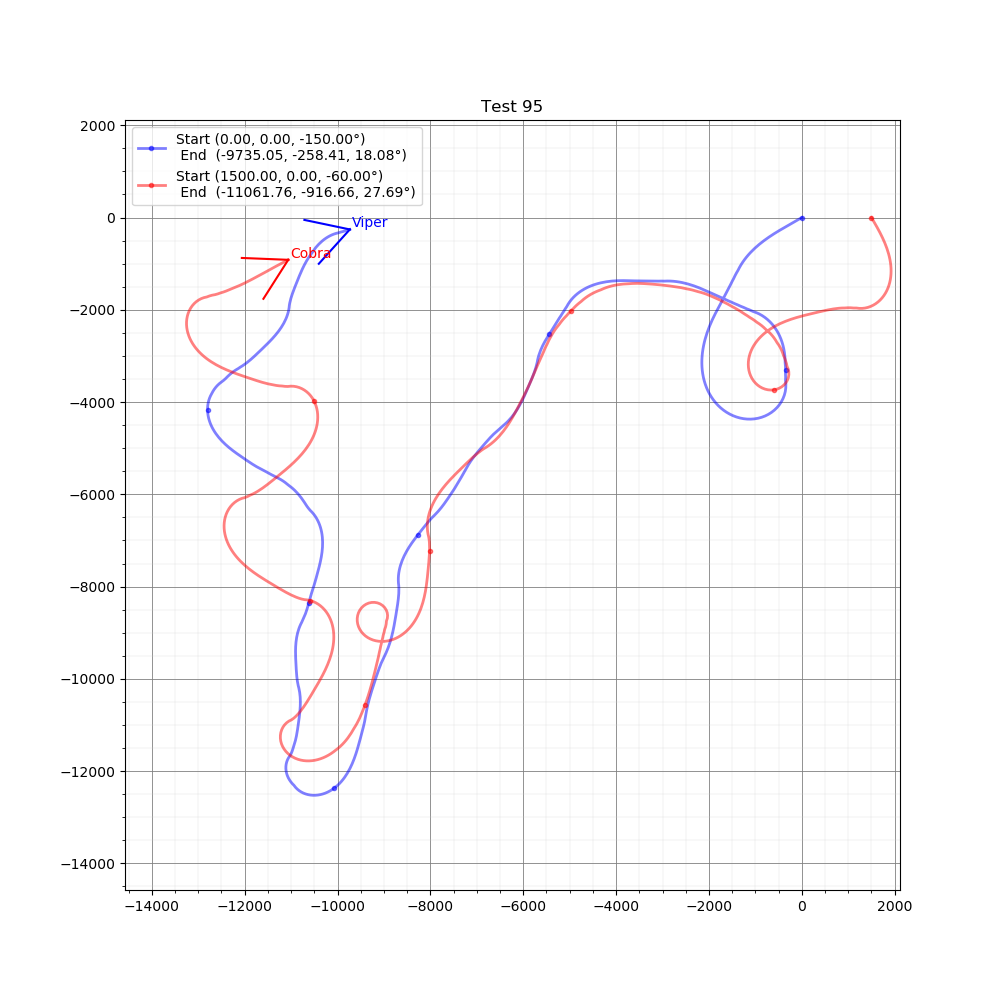 Test 95
Start (0.00, 0.00, -150.00°)
End (-9735.05, -258.41, 18.08°)
Start (1500.00, 0.00, -60.00°)
End (-11061.76, -916.66, 27.69°)
Viper
Cobra
2000
0
−2000
−4000
−6000
−8000
−10000
−12000
−14000
−14000 −12000 −10000 −8000 −6000 −4000 −2000 0 2000